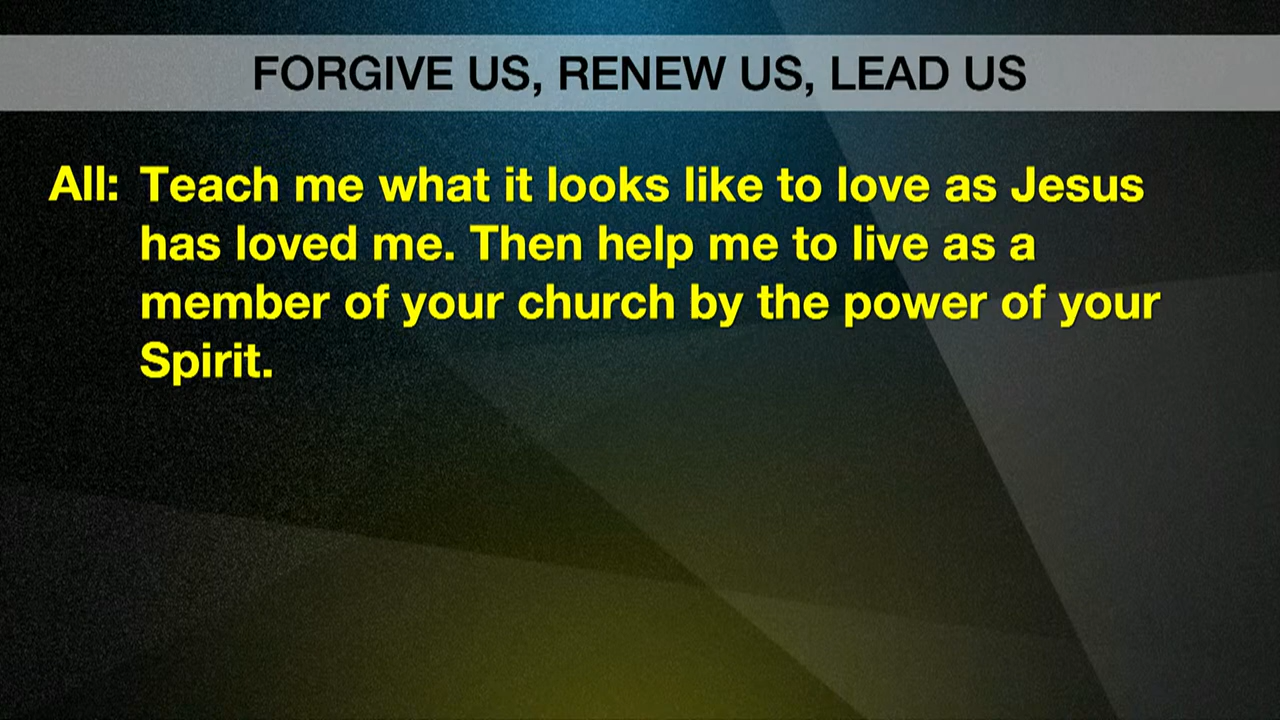 FORGIVE US, RENEW US, LEAD US
All: Teach me what it looks like to love as Jesus
has loved me. Then help me to live as a
member of your church by the power of your
Spirit.